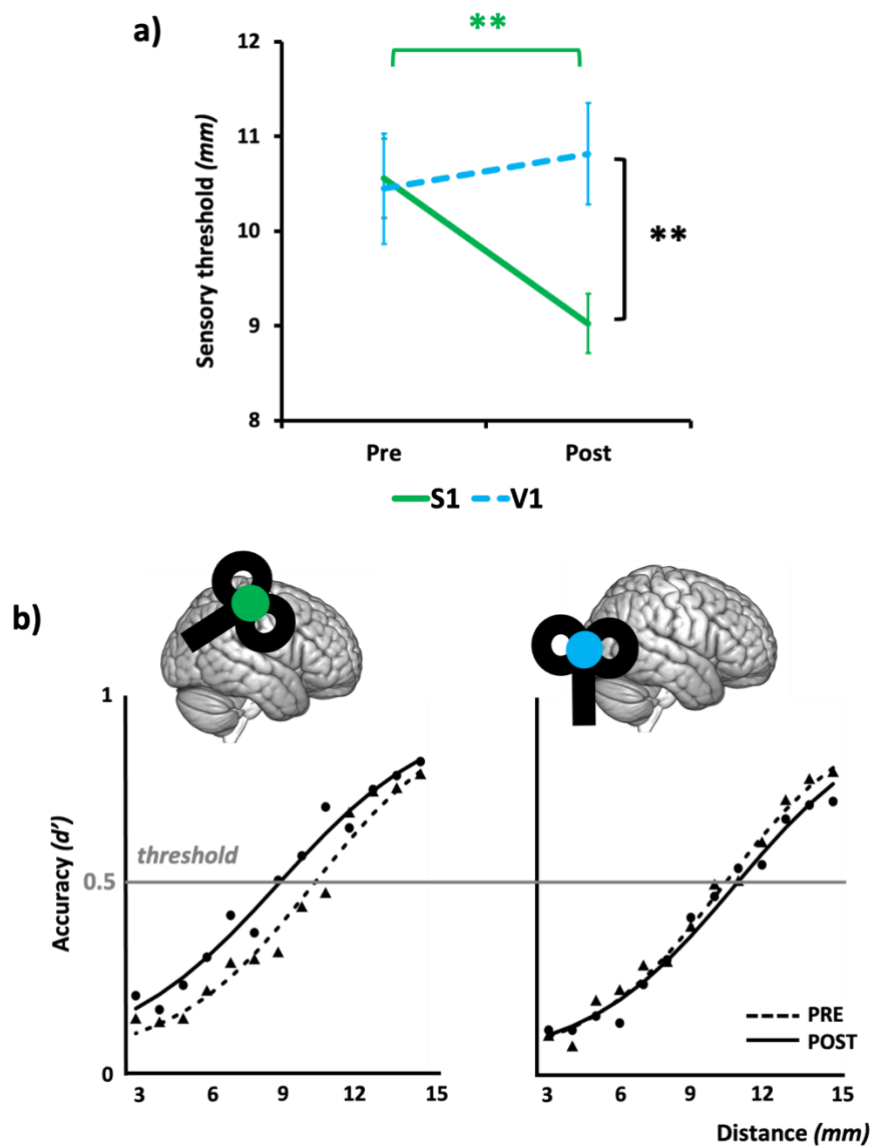 a)
**
12
11
10
9
8
Sensory threshold (mm)
**
Pre
Post
S1
V1
b)
1
0.5
0
Accuracy (d’)
threshold
3
6
9
12
15
3
6
9
12
15
PRE
POST
Distance (mm)